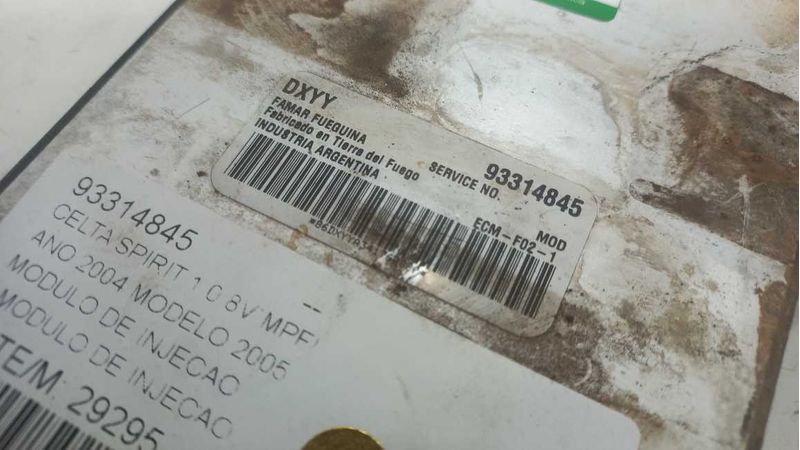 DXYY
FAMAR FUEGUINA
Fabricado en Tierra del Fuego
INDUSTRIA ARGENTINA
SERVICE NO. 93314845
MOD
ECM-F02-1
93314845
CELTA SPIRIT 1.0 8V MPFI
ANO 2004 MODELO 2005
MODULO DE INJECAO
MODULO DE INJECAO
TE/M: 29295